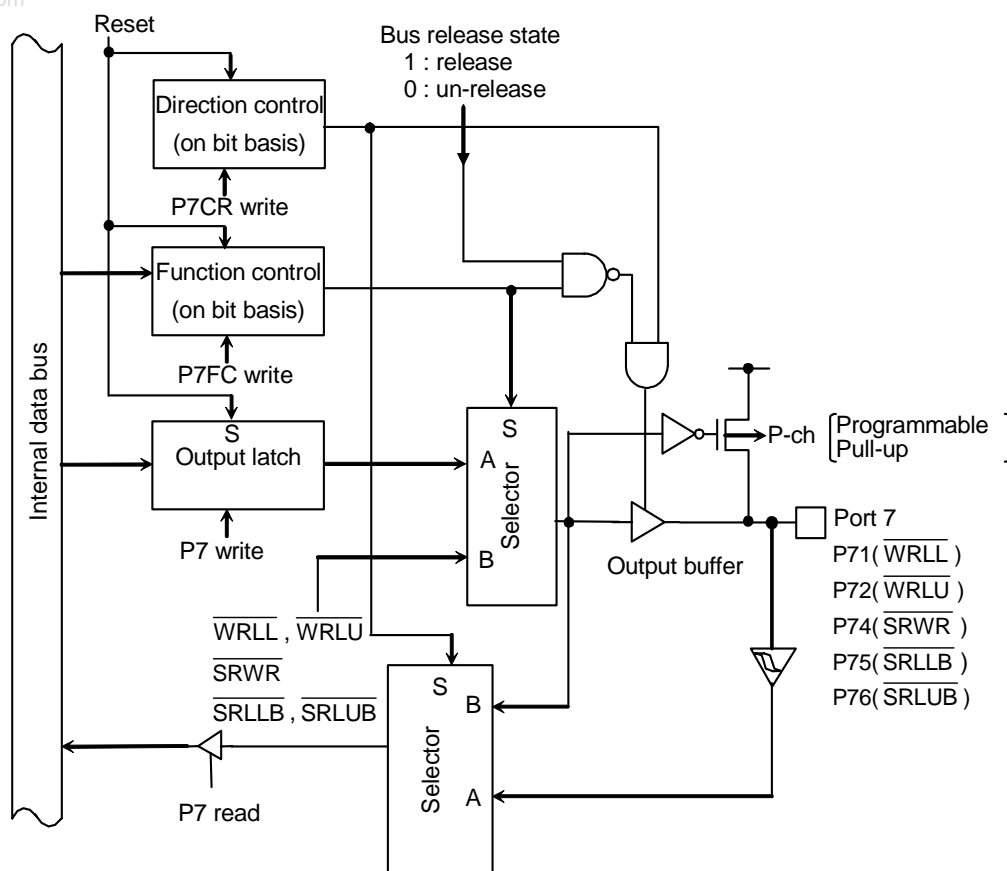 om
Reset
Bus release state
1 : release
0 : un-release
Direction control
(on bit basis)
P7CR write
Function control
(on bit basis)
P7FC write
Internal data bus
S
Output latch
P7 write
S
A
B
Selector
P-ch
Programmable
Pull-up
Output buffer
Port 7
P71( WRLL )
P72( WRLU )
P74( SRWR )
P75( SRLLB )
P76( SRLUB )
WRLL , WRLU
SRWR
SRLLB , SRLUB
S
B
A
Selector
P7 read